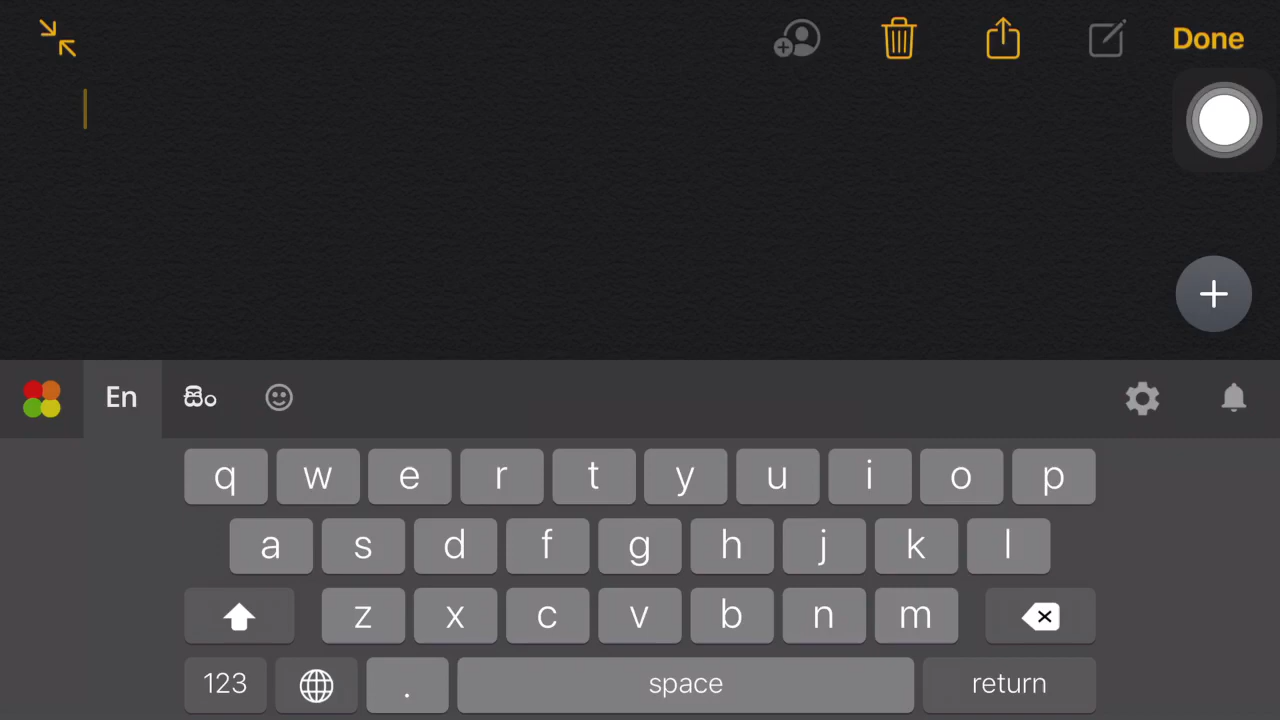 Done
En සිං
q w e r t y u i o p
a s d f g h j k l
z x c v b n m
123 . space return